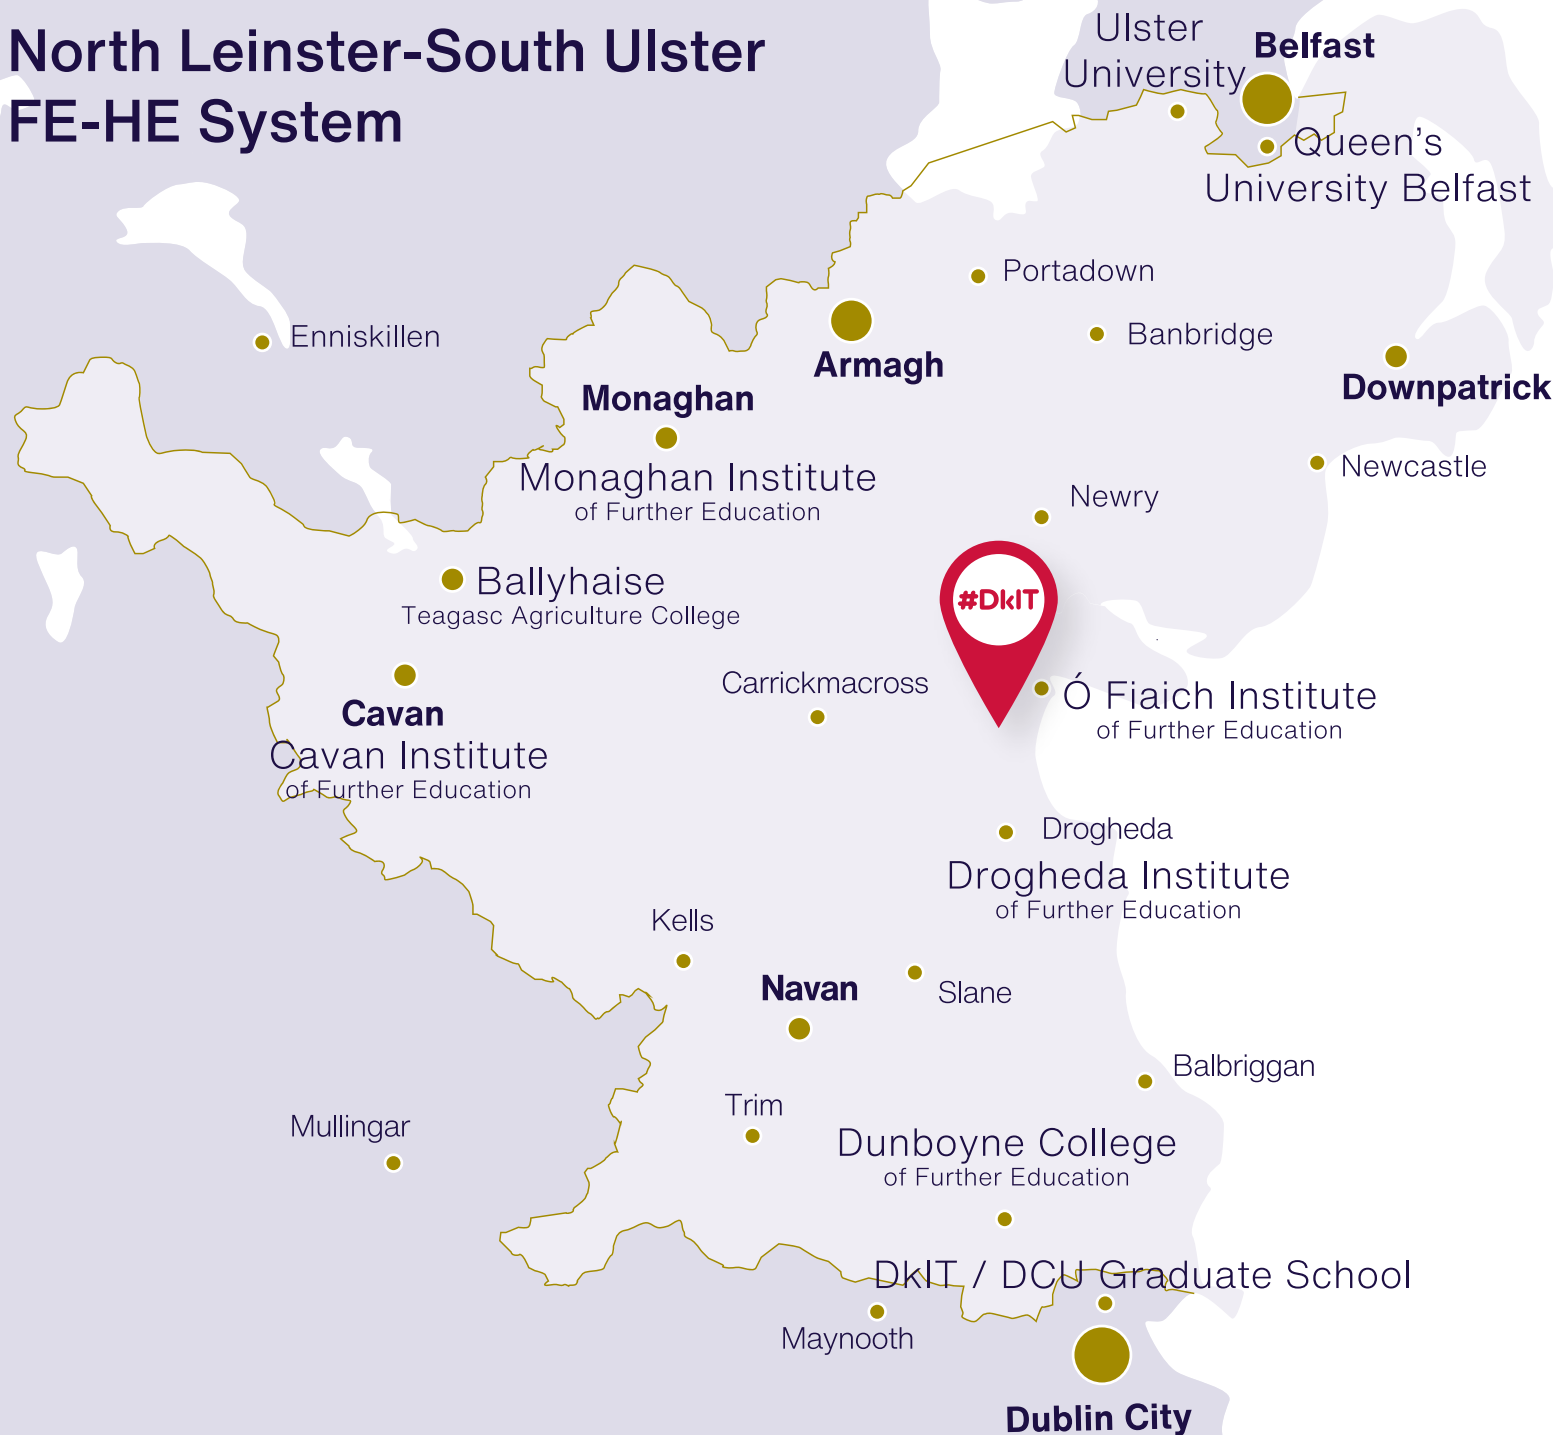 North Leinster-South Ulster
FE-HE System
Ulster
University
Belfast
Queen's
University Belfast
Portadown
Enniskillen
Banbridge
Armagh
Downpatrick
Monaghan
Monaghan Institute
of Further Education
Newcastle
Newry
Ballyhaise
Teagasc Agriculture College
#DkIT
Carrickmacross
Ó Fiaich Institute
of Further Education
Cavan
Cavan Institute
of Further Education
Drogheda
Drogheda Institute
of Further Education
Kells
Navan
Slane
Balbriggan
Trim
Mullingar
Dunboyne College
of Further Education
DkIT / DCU Graduate School
Maynooth
Dublin City